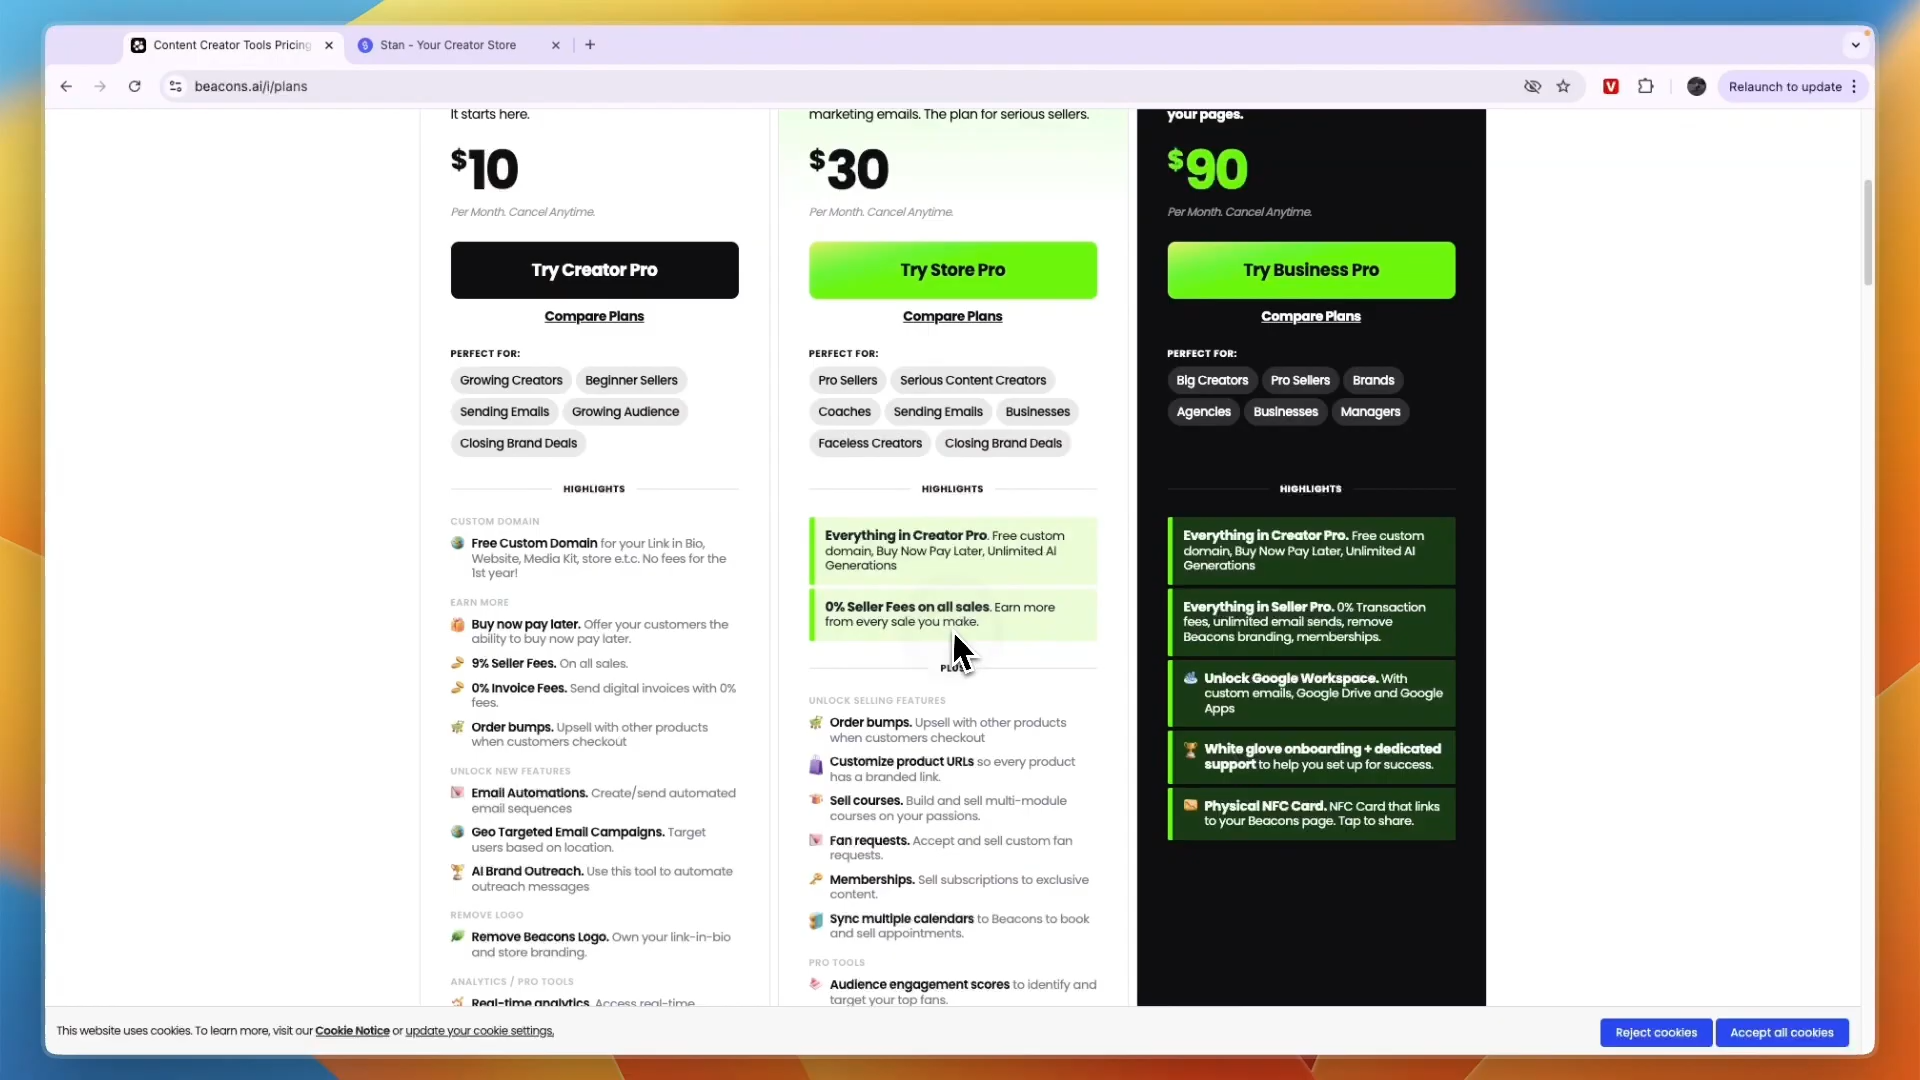 Content Creator Tools Pricing
Stan - Your Creator Store
beacons.ai/i/plans
Relaunch to update
It starts here.
$10
Per Month. Cancel Anytime.
Try Creator Pro
Compare Plans
PERFECT FOR:
Growing Creators Beginner Sellers
Sending Emails Growing Audience
Closing Brand Deals
HIGHLIGHTS
CUSTOM DOMAIN
Free Custom Domain for your Link in Bio,
Website, Media Kit, store e.t.c. No fees for the
1st year!
EARN MORE
Buy now pay later. Offer your customers the
ability to buy now pay later.
9% Seller Fees. On all sales.
0% Invoice Fees. Send digital invoices with 0%
fees.
Order bumps. Upsell with other products
when customers checkout
UNLOCK NEW FEATURES
Email Automations. Create/send automated
email sequences
Geo Targeted Email Campaigns. Target
users based on location.
AI Brand Outreach. Use this tool to automate
outreach messages
REMOVE LOGO
Remove Beacons Logo. Own your link-in-bio
and store branding.
ANALYTICS / PRO TOOLS
Real-time analytics. Access real-time
marketing emails. The plan for serious sellers.
$30
Per Month. Cancel Anytime.
Try Store Pro
Compare Plans
PERFECT FOR:
Pro Sellers Serious Content Creators
Coaches Sending Emails Businesses
Faceless Creators Closing Brand Deals
HIGHLIGHTS
Everything in Creator Pro. Free custom
domain, Buy Now Pay Later, Unlimited AI
Generations
0% Seller Fees on all sales. Earn more
from every sale you make.
PLUS
UNLOCK SELLING FEATURES
Order bumps. Upsell with other products
when customers checkout
Customize product URLs so every product
has a branded link.
Sell courses. Build and sell multi-module
courses on your passions.
Fan requests. Accept and sell custom fan
requests.
Memberships. Sell subscriptions to exclusive
content.
Sync multiple calendars to Beacons to book
and sell appointments.
PRO TOOLS
Audience engagement scores to identify and
target your top fans.
your pages.
$90
Per Month. Cancel Anytime.
Try Business Pro
Compare Plans
PERFECT FOR:
Big Creators Pro Sellers Brands
Agencies Businesses Managers
HIGHLIGHTS
Everything in Creator Pro. Free custom
domain, Buy Now Pay Later, Unlimited AI
Generations
Everything in Seller Pro. 0% Transaction
fees, unlimited email sends, remove
Beacons branding, memberships.
Unlock Google Workspace. With
custom emails, Google Drive and Google
Apps
White glove onboarding + dedicated
support to help you set up for success.
Physical NFC Card. NFC Card that links
to your Beacons page. Tap to share.
This website uses cookies. To learn more, visit our Cookie Notice or update your cookie settings.
Reject cookies
Accept all cookies